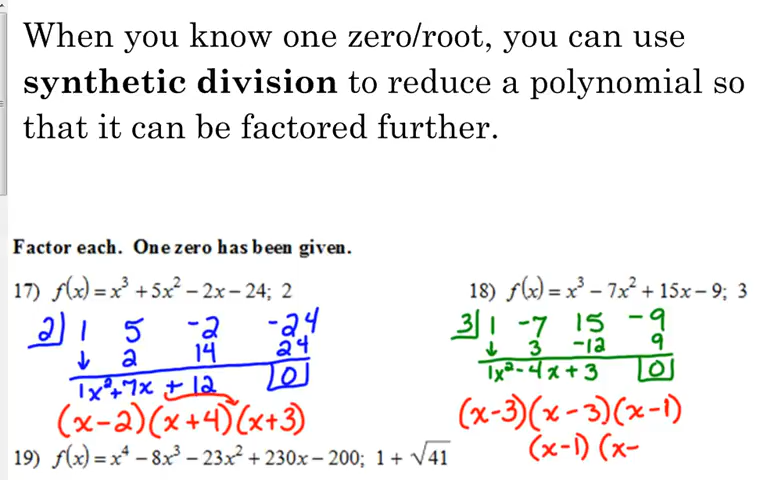 When you know one zero/root, you can use
synthetic division to reduce a polynomial so
that it can be factored further.
Factor each. One zero has been given.
17) f(x) = x³ + 5x² − 2x − 24; 2
2 | 1 5 -2 -24
↓ 2 14 24
1x² + 7x + 12 0
(x-2)(x+4)(x+3)
18) f(x) = x³ − 7x² + 15x − 9; 3
3 | 1 -7 15 -9
↓ 3 -12 9
1x² - 4x + 3 0
(x-3)(x-3)(x-1)
(x-1)(x-
19) f(x) = x⁴ − 8x³ − 23x² + 230x − 200; 1 + √41